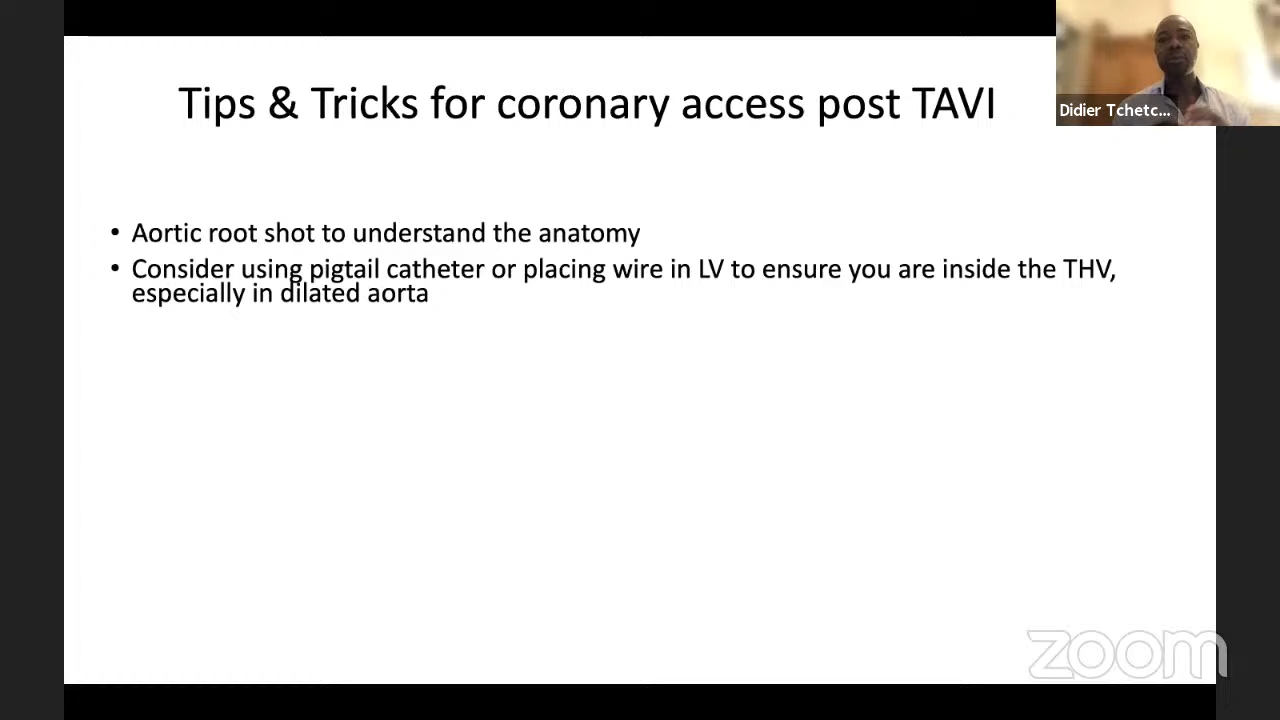 Tips & Tricks for coronary access post TAVI
Didier Tchetc...
• Aortic root shot to understand the anatomy
• Consider using pigtail catheter or placing wire in LV to ensure you are inside the THV,
especially in dilated aorta
zoom